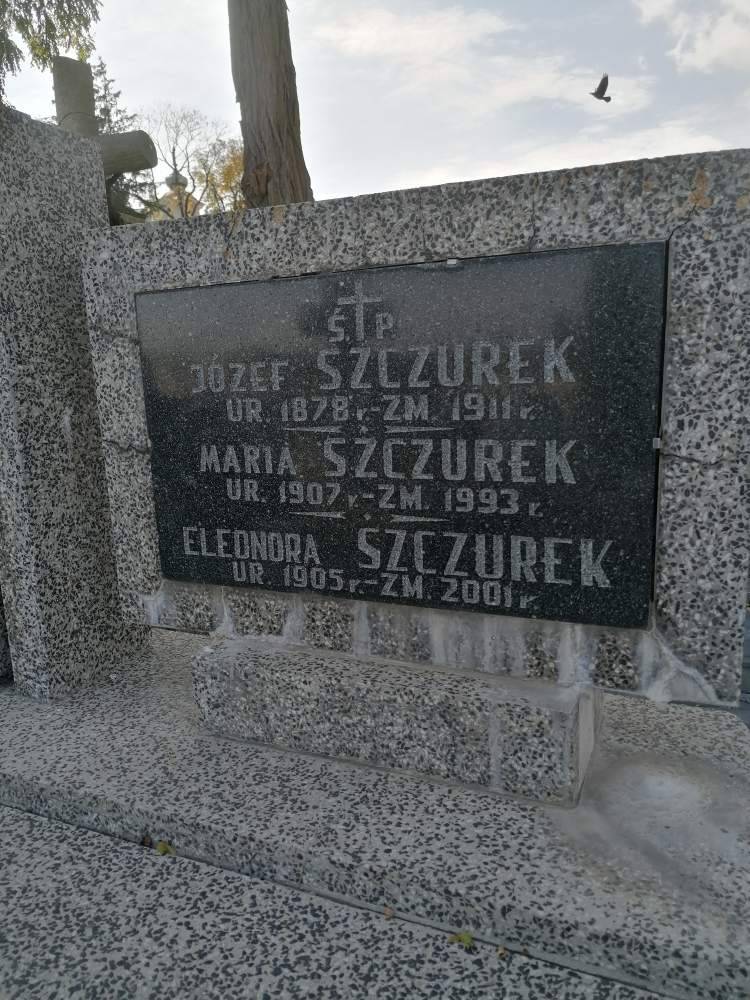 Ś.P.
JÓZEF SZCZUREK
UR. 1878 r.-ZM. 1911 r.
MARIA SZCZUREK
UR. 1907 r.-ZM. 1993 r.
ELEONORA SZCZUREK
UR. 1905 r.-ZM. 2001 r.